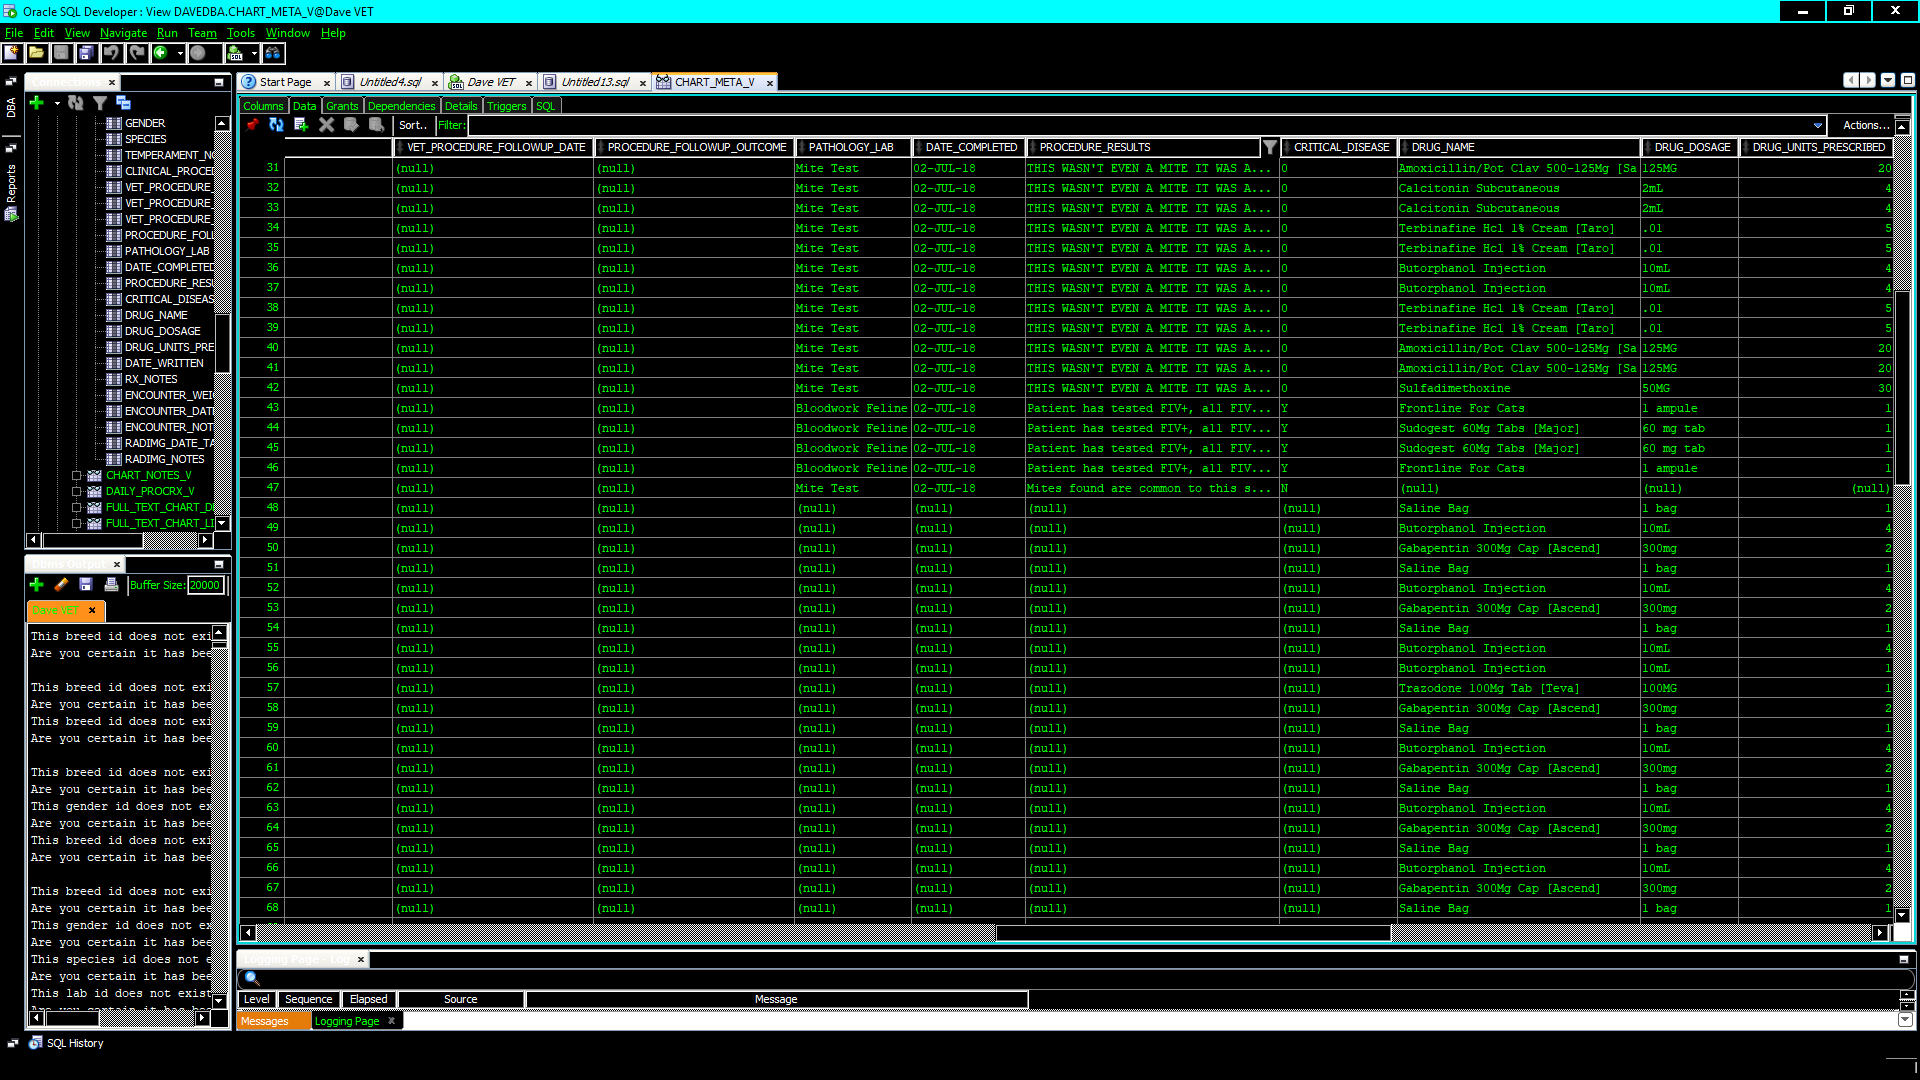 Oracle SQL Developer : View DAVEDBA.CHART_META_V@Dave VET
File Edit View Navigate Run Team Tools Window Help
Connections
DBA
Reports
GENDER
SPECIES
TEMPERAMENT_NO
CLINICAL_PROCE
VET_PROCEDURE_
VET_PROCEDURE_
VET_PROCEDURE_
PROCEDURE_FOLL
PATHOLOGY_LAB
DATE_COMPLETED
PROCEDURE_RESU
CRITICAL_DISEAS
DRUG_NAME
DRUG_DOSAGE
DRUG_UNITS_PRE
DATE_WRITTEN
RX_NOTES
ENCOUNTER_WEIG
ENCOUNTER_DATE
ENCOUNTER_NOT
RADIMG_DATE_TA
RADIMG_NOTES
CHART_NOTES_V
DAILY_PROCRX_V
FULL_TEXT_CHART_D
FULL_TEXT_CHART_LI
Dbms Output
Buffer Size: 20000
Dave VET
This breed id does not exi
Are you certain it has bee
This breed id does not exi
Are you certain it has bee
This breed id does not exi
Are you certain it has bee
This breed id does not exi
Are you certain it has bee
This gender id does not ex
Are you certain it has bee
This breed id does not exi
Are you certain it has bee
This breed id does not exi
Are you certain it has bee
This gender id does not ex
Are you certain it has bee
This species id does not e
Are you certain it has bee
This lab id does not exist
Start Page Untitled4.sql Dave VET Untitled13.sql CHART_META_V
Columns Data Grants Dependencies Details Triggers SQL
Sort.. Filter: Actions...
VET_PROCEDURE_FOLLOWUP_DATE PROCEDURE_FOLLOWUP_OUTCOME PATHOLOGY_LAB DATE_COMPLETED PROCEDURE_RESULTS CRITICAL_DISEASE DRUG_NAME DRUG_DOSAGE DRUG_UNITS_PRESCRIBED
31 (null) (null) Mite Test 02-JUL-18 THIS WASN'T EVEN A MITE IT WAS A... 0 Amoxicillin/Pot Clav 500-125Mg [Sa 125MG 20
32 (null) (null) Mite Test 02-JUL-18 THIS WASN'T EVEN A MITE IT WAS A... 0 Calcitonin Subcutaneous 2mL 4
33 (null) (null) Mite Test 02-JUL-18 THIS WASN'T EVEN A MITE IT WAS A... 0 Calcitonin Subcutaneous 2mL 4
34 (null) (null) Mite Test 02-JUL-18 THIS WASN'T EVEN A MITE IT WAS A... 0 Terbinafine Hcl 1% Cream [Taro] .01 5
35 (null) (null) Mite Test 02-JUL-18 THIS WASN'T EVEN A MITE IT WAS A... 0 Terbinafine Hcl 1% Cream [Taro] .01 5
36 (null) (null) Mite Test 02-JUL-18 THIS WASN'T EVEN A MITE IT WAS A... 0 Butorphanol Injection 10mL 4
37 (null) (null) Mite Test 02-JUL-18 THIS WASN'T EVEN A MITE IT WAS A... 0 Butorphanol Injection 10mL 4
38 (null) (null) Mite Test 02-JUL-18 THIS WASN'T EVEN A MITE IT WAS A... 0 Terbinafine Hcl 1% Cream [Taro] .01 5
39 (null) (null) Mite Test 02-JUL-18 THIS WASN'T EVEN A MITE IT WAS A... 0 Terbinafine Hcl 1% Cream [Taro] .01 5
40 (null) (null) Mite Test 02-JUL-18 THIS WASN'T EVEN A MITE IT WAS A... 0 Amoxicillin/Pot Clav 500-125Mg [Sa 125MG 20
41 (null) (null) Mite Test 02-JUL-18 THIS WASN'T EVEN A MITE IT WAS A... 0 Amoxicillin/Pot Clav 500-125Mg [Sa 125MG 20
42 (null) (null) Mite Test 02-JUL-18 THIS WASN'T EVEN A MITE IT WAS A... 0 Sulfadimethoxine 50MG 30
43 (null) (null) Bloodwork Feline 02-JUL-18 Patient has tested FIV+, all FIV... Y Frontline For Cats 1 ampule 1
44 (null) (null) Bloodwork Feline 02-JUL-18 Patient has tested FIV+, all FIV... Y Sudogest 60Mg Tabs [Major] 60 mg tab 1
45 (null) (null) Bloodwork Feline 02-JUL-18 Patient has tested FIV+, all FIV... Y Sudogest 60Mg Tabs [Major] 60 mg tab 1
46 (null) (null) Bloodwork Feline 02-JUL-18 Patient has tested FIV+, all FIV... Y Frontline For Cats 1 ampule 1
47 (null) (null) Mite Test 02-JUL-18 Mites found are common to this s... N (null) (null) (null)
48 (null) (null) (null) (null) (null) (null) Saline Bag 1 bag 1
49 (null) (null) (null) (null) (null) (null) Butorphanol Injection 10mL 4
50 (null) (null) (null) (null) (null) (null) Gabapentin 300Mg Cap [Ascend] 300mg 2
51 (null) (null) (null) (null) (null) (null) Saline Bag 1 bag 1
52 (null) (null) (null) (null) (null) (null) Butorphanol Injection 10mL 4
53 (null) (null) (null) (null) (null) (null) Gabapentin 300Mg Cap [Ascend] 300mg 2
54 (null) (null) (null) (null) (null) (null) Saline Bag 1 bag 1
55 (null) (null) (null) (null) (null) (null) Butorphanol Injection 10mL 4
56 (null) (null) (null) (null) (null) (null) Butorphanol Injection 10mL 1
57 (null) (null) (null) (null) (null) (null) Trazodone 100Mg Tab [Teva] 100MG 1
58 (null) (null) (null) (null) (null) (null) Gabapentin 300Mg Cap [Ascend] 300mg 2
59 (null) (null) (null) (null) (null) (null) Saline Bag 1 bag 1
60 (null) (null) (null) (null) (null) (null) Butorphanol Injection 10mL 4
61 (null) (null) (null) (null) (null) (null) Gabapentin 300Mg Cap [Ascend] 300mg 2
62 (null) (null) (null) (null) (null) (null) Saline Bag 1 bag 1
63 (null) (null) (null) (null) (null) (null) Butorphanol Injection 10mL 4
64 (null) (null) (null) (null) (null) (null) Gabapentin 300Mg Cap [Ascend] 300mg 2
65 (null) (null) (null) (null) (null) (null) Saline Bag 1 bag 1
66 (null) (null) (null) (null) (null) (null) Butorphanol Injection 10mL 4
67 (null) (null) (null) (null) (null) (null) Gabapentin 300Mg Cap [Ascend] 300mg 2
68 (null) (null) (null) (null) (null) (null) Saline Bag 1 bag 1
Logging Page - Log
Level Sequence Elapsed Source Message
Messages Logging Page
SQL History